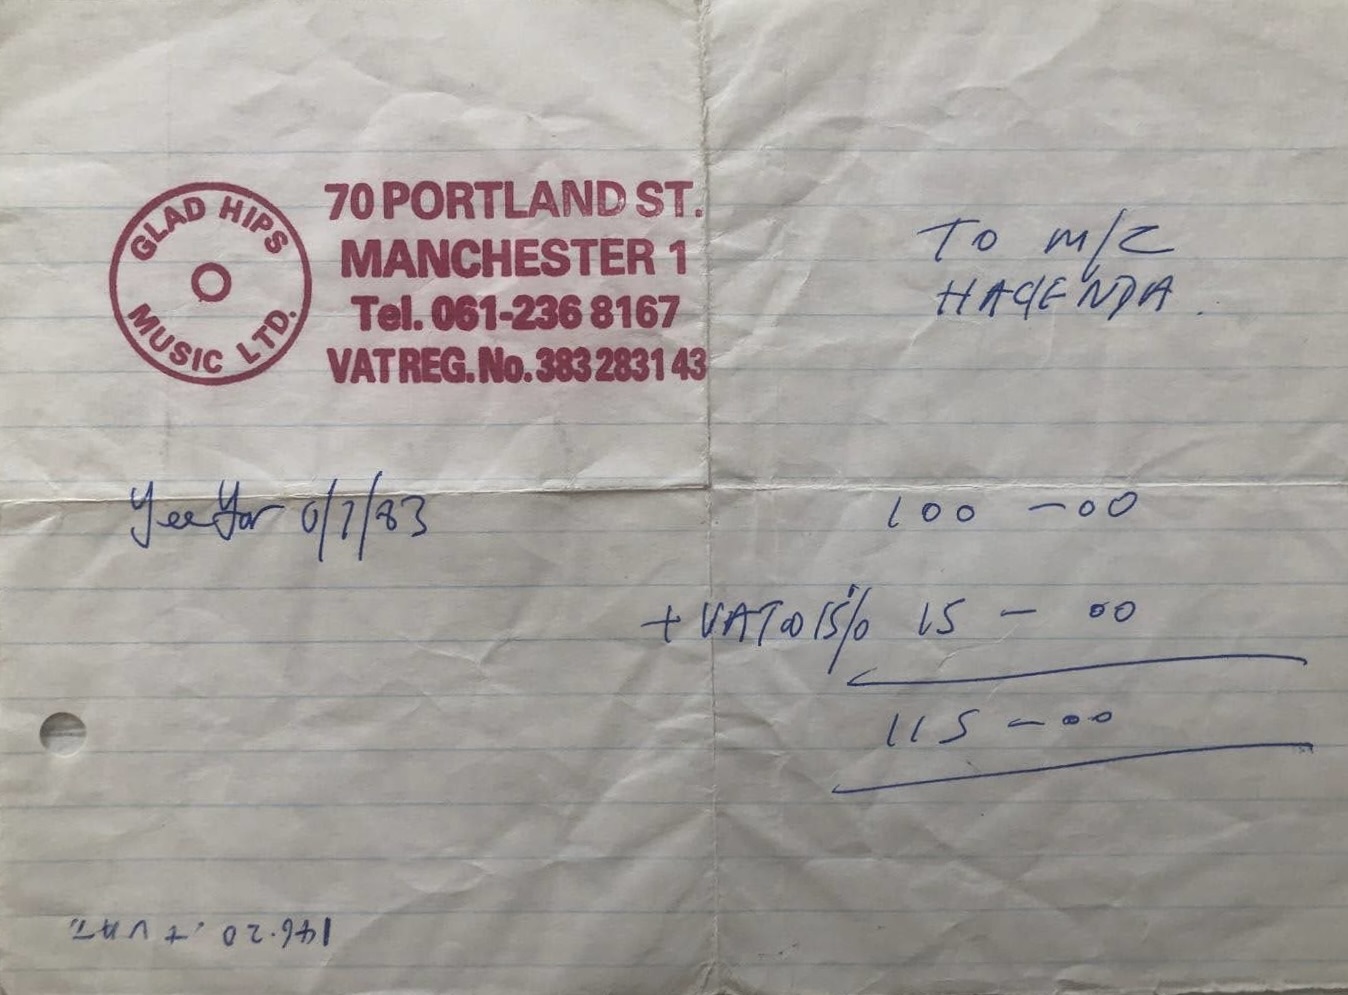 GLAD HIPS
MUSIC LTD.
70 PORTLAND ST.
MANCHESTER 1
Tel. 061-236 8167
VAT REG. No. 383 2831 43
TO M/C
HACENDA.
Yee Yor 6/7/83
100 - 00
+ VAT @ 15% 15 - 00
115 - 00
146.20 + VAT